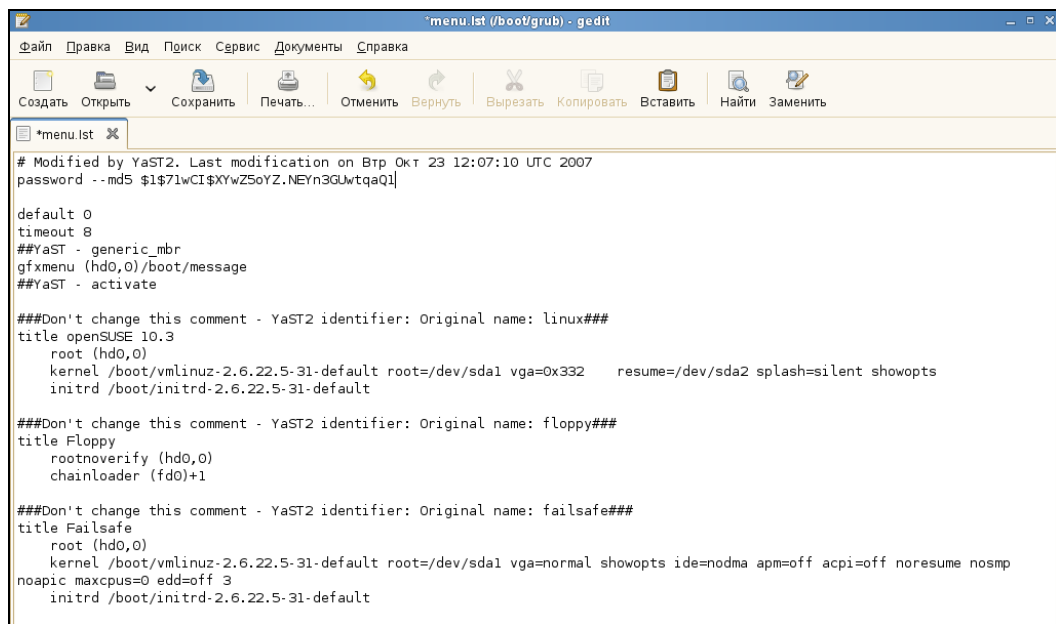 *menu.lst (/boot/grub) - gedit
Файл Правка Вид Поиск Сервис Документы Справка
Создать Открыть Сохранить Печать... Отменить Вернуть Вырезать Копировать Вставить Найти Заменить
*menu.lst
# Modified by YaST2. Last modification on Втр Окт 23 12:07:10 UTC 2007
password --md5 $1$71wCI$XYwZ5oYZ.NEYn3GUwtqaQ1
default 0
timeout 8
##YaST - generic_mbr
gfxmenu (hd0,0)/boot/message
##YaST - activate
###Don't change this comment - YaST2 identifier: Original name: linux###
title openSUSE 10.3
root (hd0,0)
kernel /boot/vmlinuz-2.6.22.5-31-default root=/dev/sda1 vga=0x332 resume=/dev/sda2 splash=silent showopts
initrd /boot/initrd-2.6.22.5-31-default
###Don't change this comment - YaST2 identifier: Original name: floppy###
title Floppy
rootnoverify (hd0,0)
chainloader (fd0)+1
###Don't change this comment - YaST2 identifier: Original name: failsafe###
title Failsafe
root (hd0,0)
kernel /boot/vmlinuz-2.6.22.5-31-default root=/dev/sda1 vga=normal showopts ide=nodma apm=off acpi=off noresume nosmp
noapic maxcpus=0 edd=off 3
initrd /boot/initrd-2.6.22.5-31-default